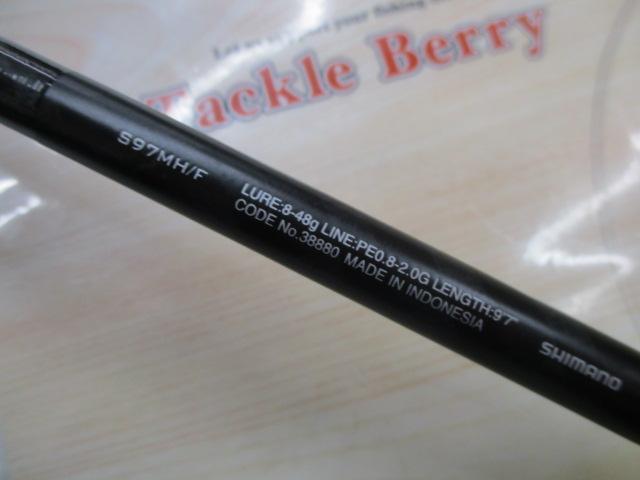 Tackle Berry
S97MH/F
LURE:8-48g LINE:PE0.8-2.0G LENGTH:9'7"
CODE No.38880 MADE IN INDONESIA
SHIMANO